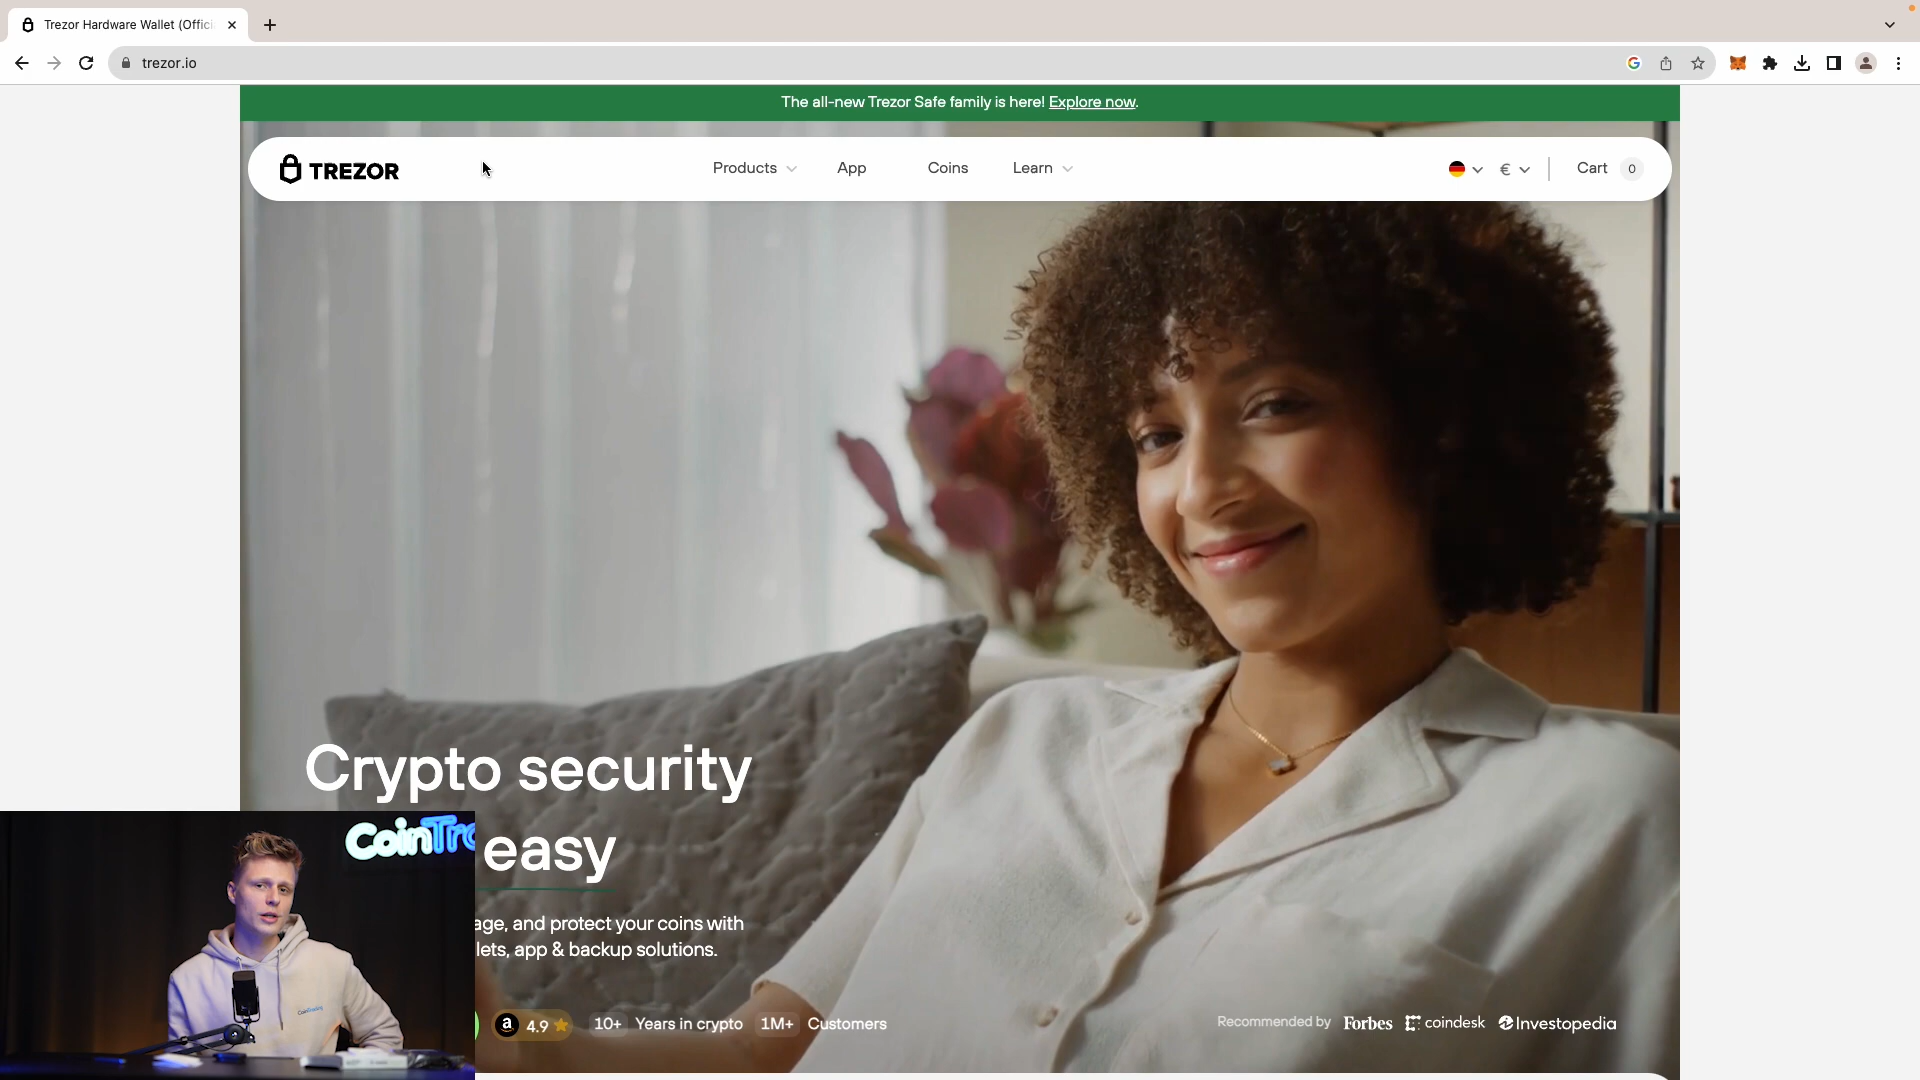 Trezor Hardware Wallet (Offici
trezor.io
The all-new Trezor Safe family is here! Explore now.
TREZOR
Products
App
Coins
Learn
€
Cart
0
Crypto security
easy
age, and protect your coins with
lets, app & backup solutions.
a 4.9
10+ Years in crypto
1M+ Customers
Recommended by
Forbes
coindesk
Investopedia
CoinTra